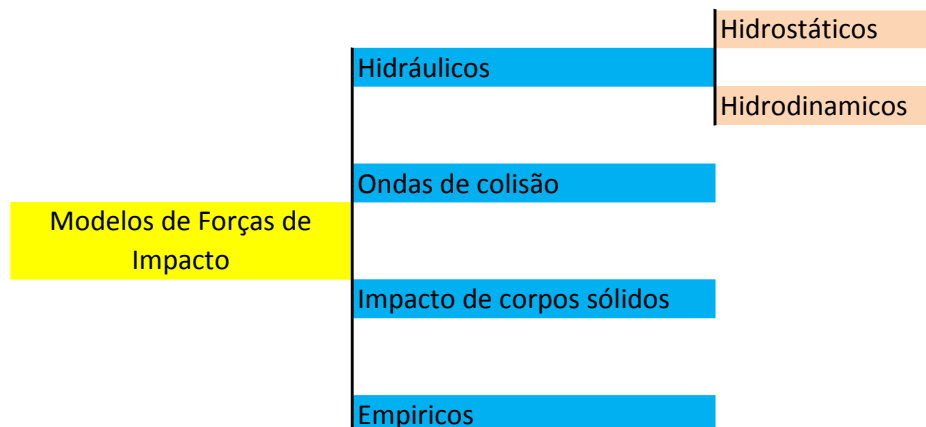 Hidrostáticos
Hidráulicos
Hidrodinamicos
Ondas de colisão
Modelos de Forças de
Impacto
Impacto de corpos sólidos
Empiricos